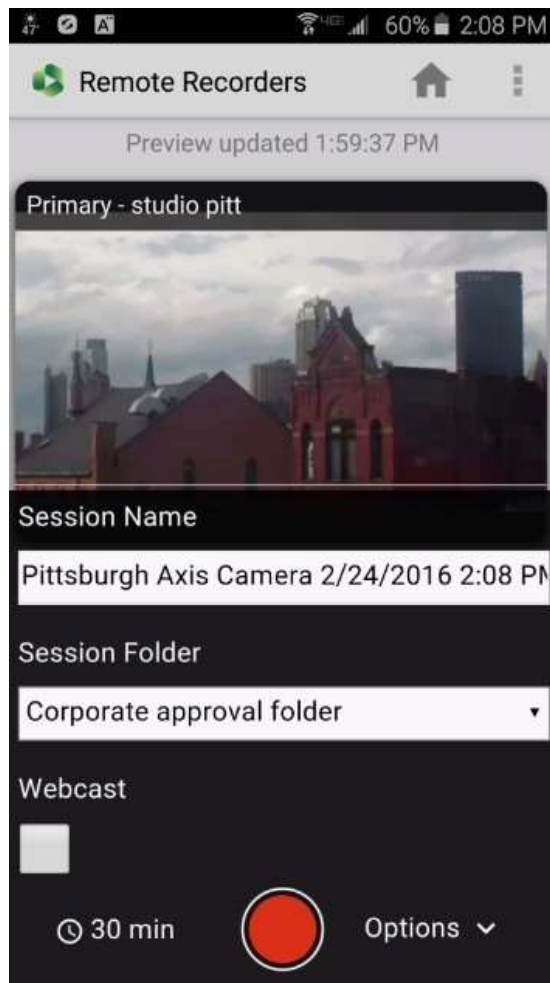 47° 60% 2:08 PM
Remote Recorders
Preview updated 1:59:37 PM
Primary - studio pitt
Session Name
Pittsburgh Axis Camera 2/24/2016 2:08 PM
Session Folder
Corporate approval folder
Webcast
30 min Options